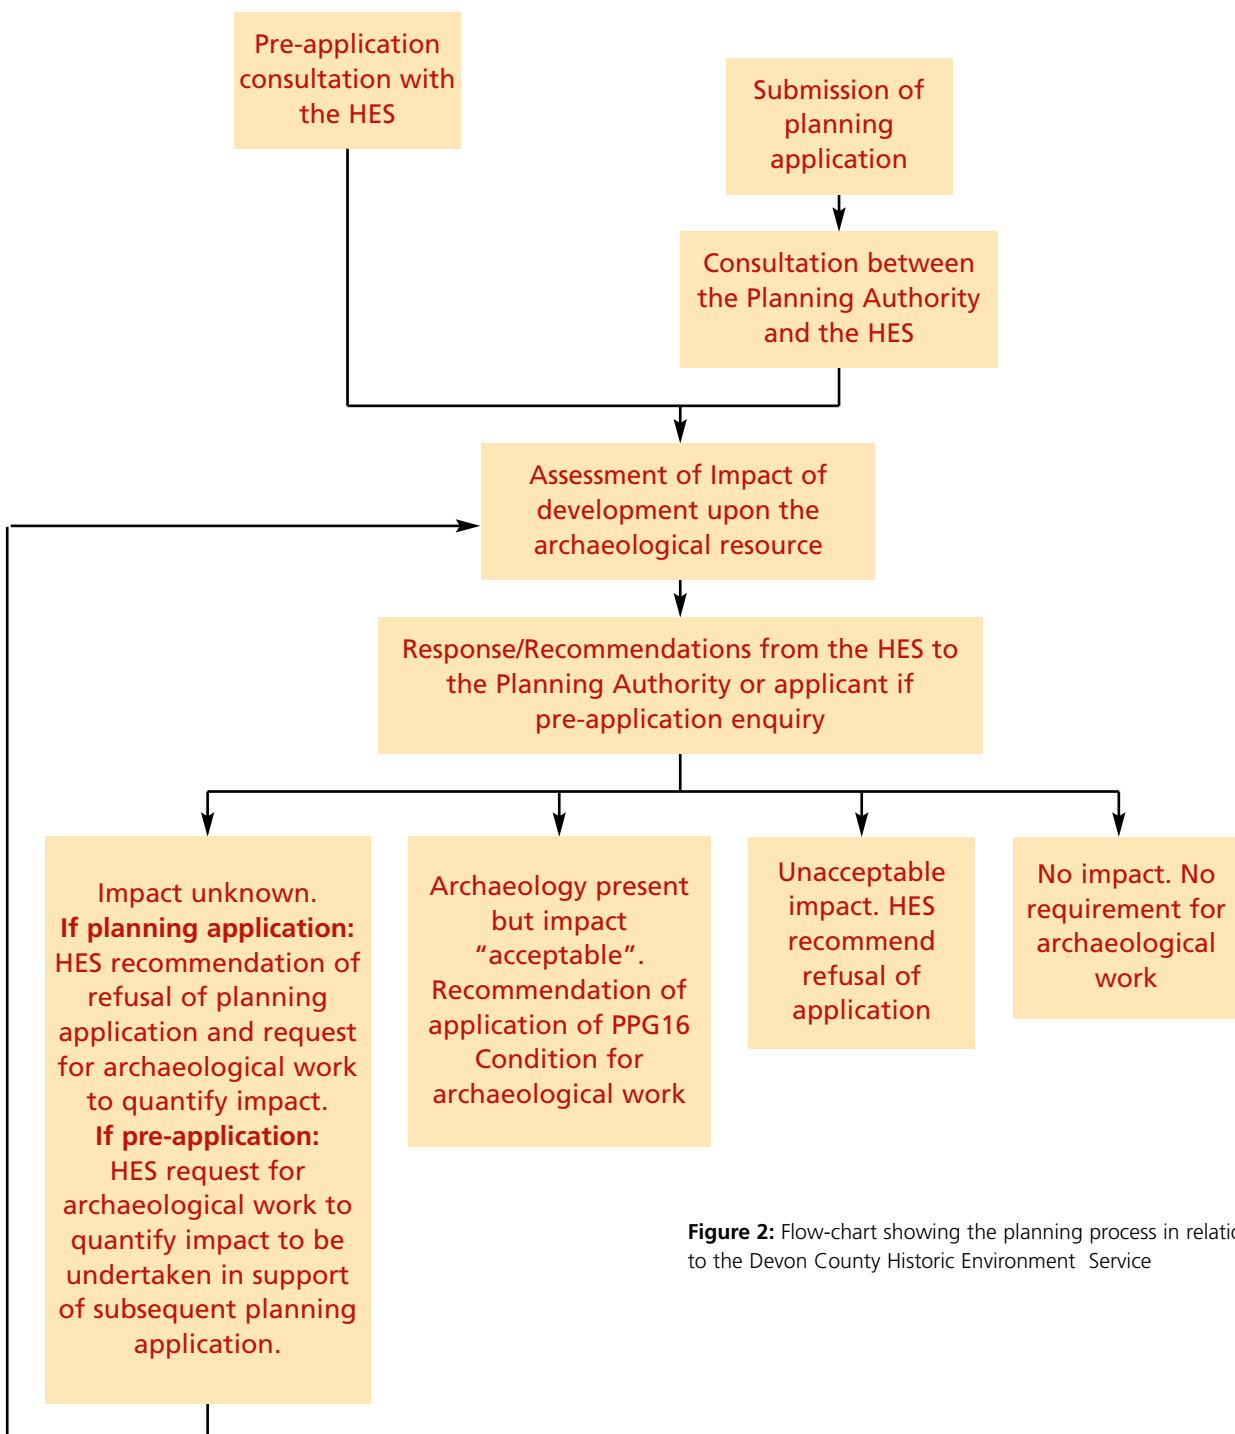 Pre-application
consultation with
the HES
Submission of
planning
application
Consultation between
the Planning Authority
and the HES
Assessment of Impact of
development upon the
archaeological resource
Response/Recommendations from the HES to
the Planning Authority or applicant if
pre-application enquiry
Impact unknown.
If planning application:
HES recommendation of
refusal of planning
application and request
for archaeological work
to quantify impact.
If pre-application:
HES request for
archaeological work to
quantify impact to be
undertaken in support
of subsequent planning
application.
Archaeology present
but impact
“acceptable”.
Recommendation of
application of PPG16
Condition for
archaeological work
Unacceptable
impact. HES
recommend
refusal of
application
No impact. No
requirement for
archaeological
work
Figure 2: Flow-chart showing the planning process in relatio
to the Devon County Historic Environment Service